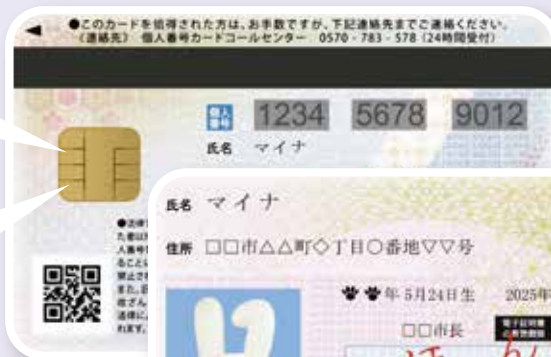 ●このカードを拾得された方は、お手数ですが、下記連絡先までご連絡ください。
（連絡先） 個人番号カードコールセンター 0570-783-578（24時間受付）
個人番号 1234 5678 9012
氏名 マイナ
氏名 マイナ
住所 □□市△△町◇丁目○番地▽▽号
年5月24日生 2025年
□□市長